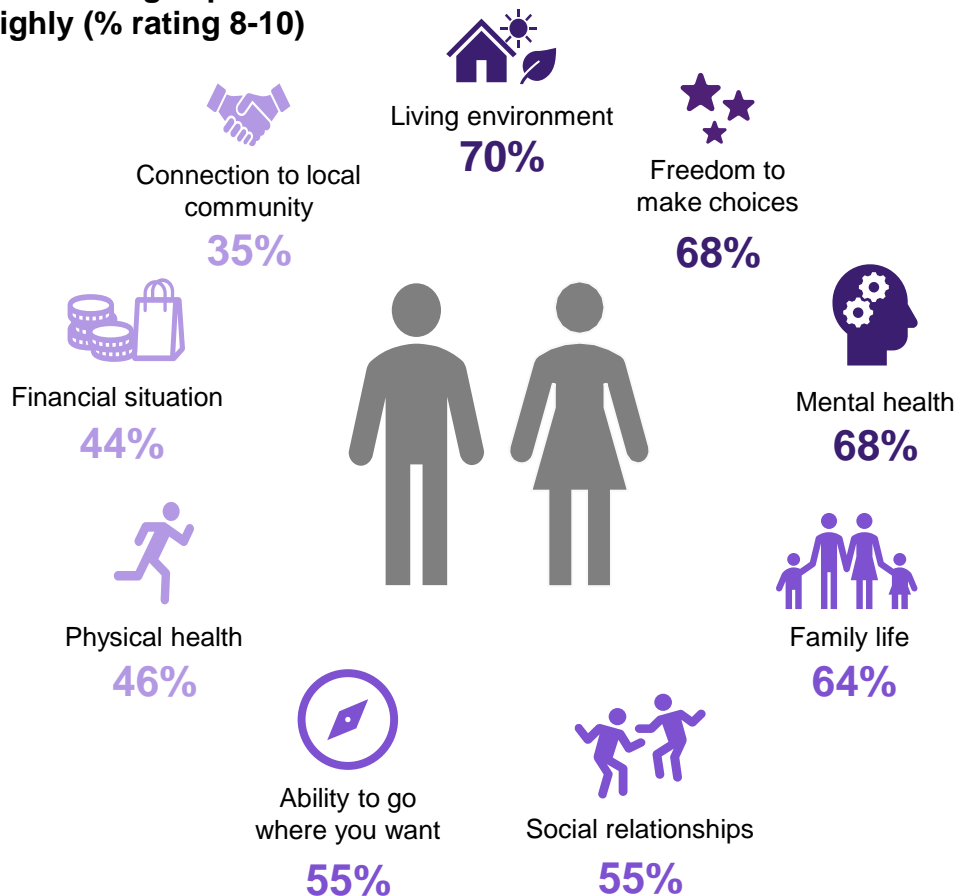 ighly (% rating 8-10)
Living environment
70%
Freedom to
make choices
68%
Mental health
68%
Family life
64%
Social relationships
55%
Ability to go
where you want
55%
Physical health
46%
Financial situation
44%
Connection to local
community
35%